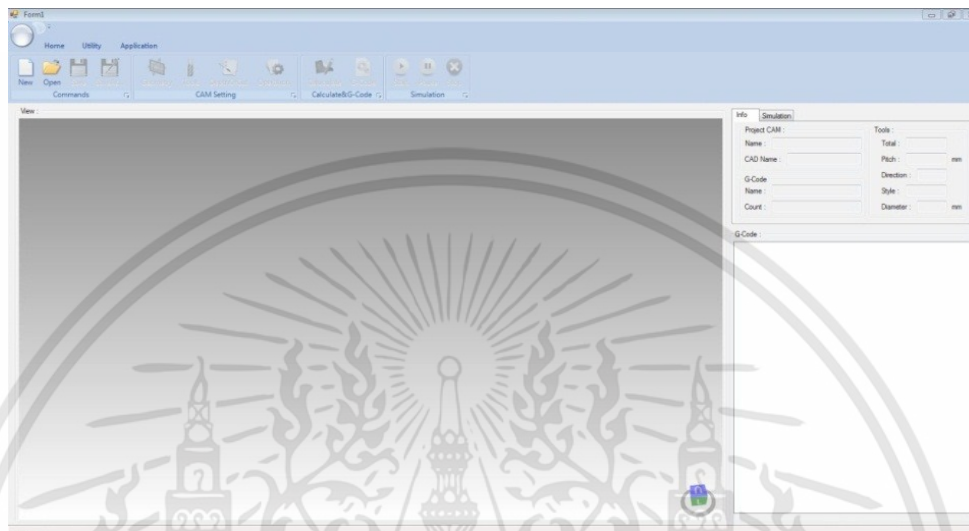 Form1
Home Utility Application
New Open
Commands CAM Setting Calculate&G-Code Simulation
View :
Info Simulation
Project CAM :
Name :
CAD Name :
G-Code
Name :
Count :
Tools :
Total :
Pitch : mm
Direction :
Style :
Diameter : mm
G-Code :